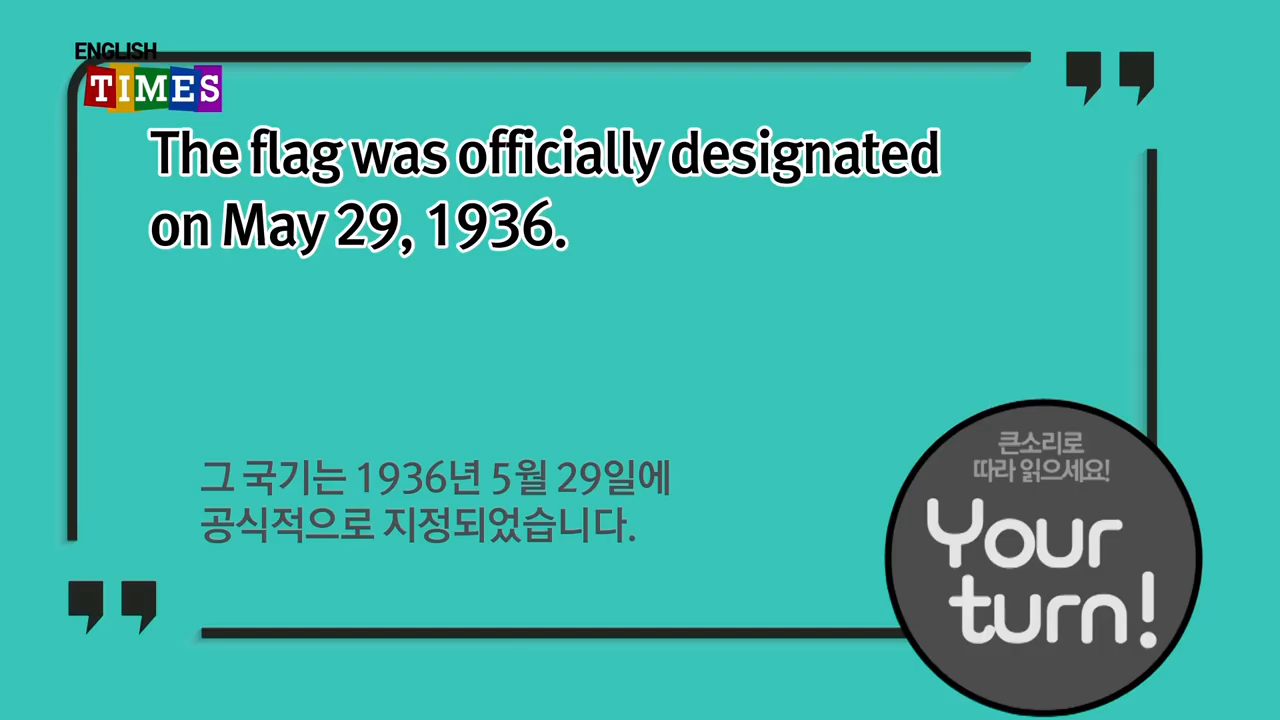 ENGLISH
TIMES
The flag was officially designated
on May 29, 1936.
그 국기는 1936년 5월 29일에
공식적으로 지정되었습니다.
큰소리로
따라 읽으세요!
Your
turn!